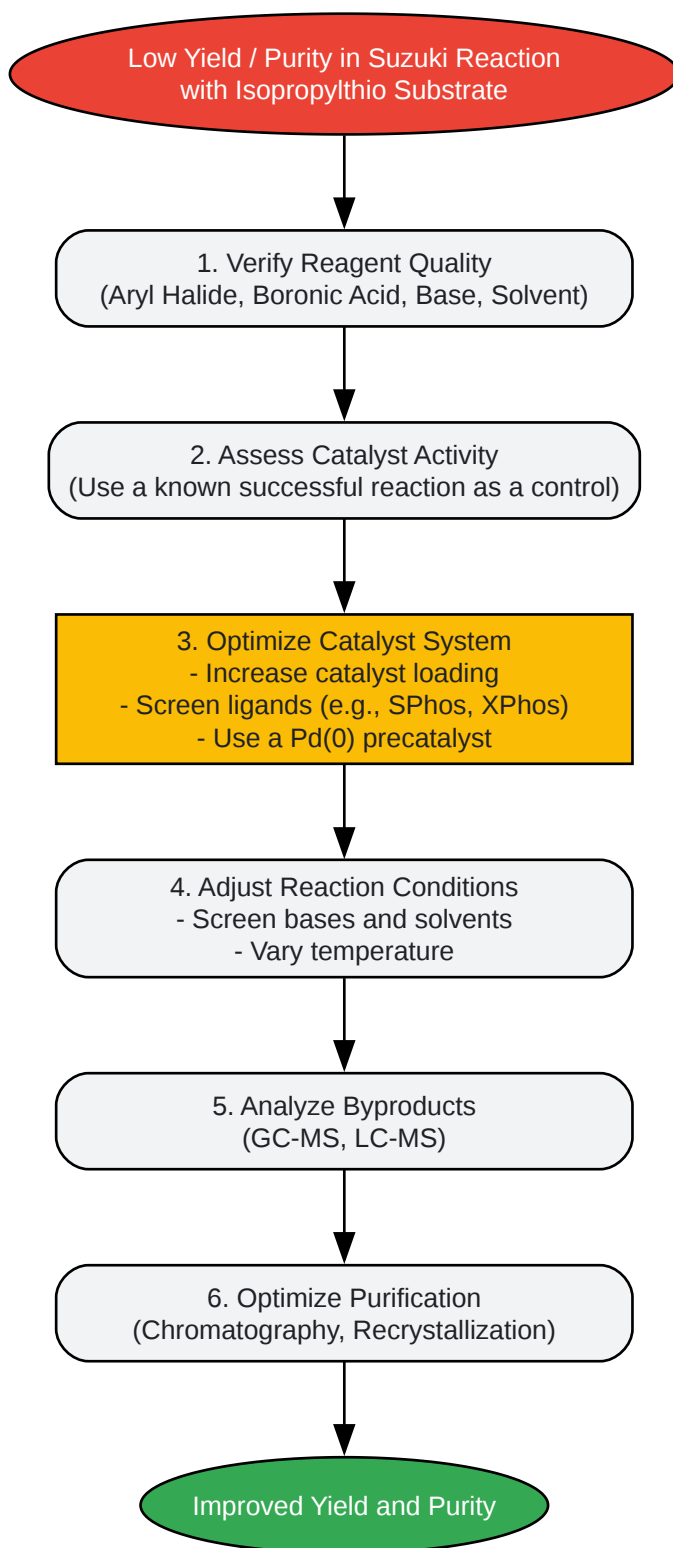 Low Yield / Purity in Suzuki Reaction
with Isopropylthio Substrate
1. Verify Reagent Quality
(Aryl Halide, Boronic Acid, Base, Solvent)
2. Assess Catalyst Activity
(Use a known successful reaction as a control)
3. Optimize Catalyst System
- Increase catalyst loading
- Screen ligands (e.g., SPhos, XPhos)
- Use a Pd(0) precatalyst
4. Adjust Reaction Conditions
- Screen bases and solvents
- Vary temperature
5. Analyze Byproducts
(GC-MS, LC-MS)
6. Optimize Purification
(Chromatography, Recrystallization)
Improved Yield and Purity